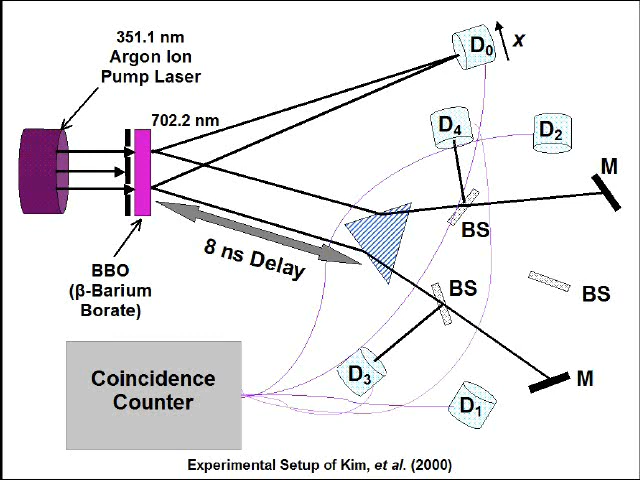 351.1 nm
Argon Ion
Pump Laser
702.2 nm
D0
x
D4
D2
M
BS
8 ns Delay
BBO
(β-Barium
Borate)
BS
BS
D3
M
D1
Coincidence
Counter
Experimental Setup of Kim, et al. (2000)